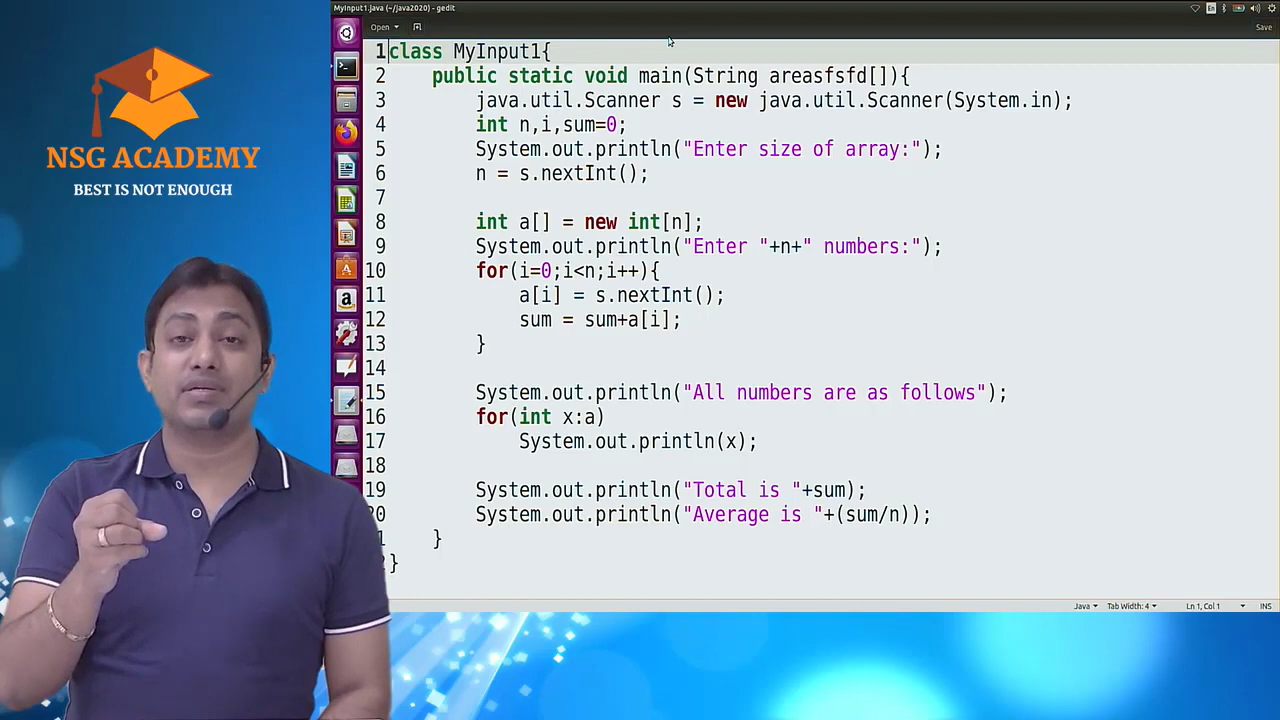 NSG ACADEMY
BEST IS NOT ENOUGH
MyInput1.java (~/java2020) - gedit
En
Open
Save
1 class MyInput1{
2 public static void main(String areasfsfd[]){
3 java.util.Scanner s = new java.util.Scanner(System.in);
4 int n,i,sum=0;
5 System.out.println("Enter size of array:");
6 n = s.nextInt();
7
8 int a[] = new int[n];
9 System.out.println("Enter "+n+" numbers:");
10 for(i=0;i<n;i++){
11 a[i] = s.nextInt();
12 sum = sum+a[i];
13 }
14
15 System.out.println("All numbers are as follows");
16 for(int x:a)
17 System.out.println(x);
18
19 System.out.println("Total is "+sum);
20 System.out.println("Average is "+(sum/n));
1 }
2 }
Java Tab Width: 4 Ln 1, Col 1 INS